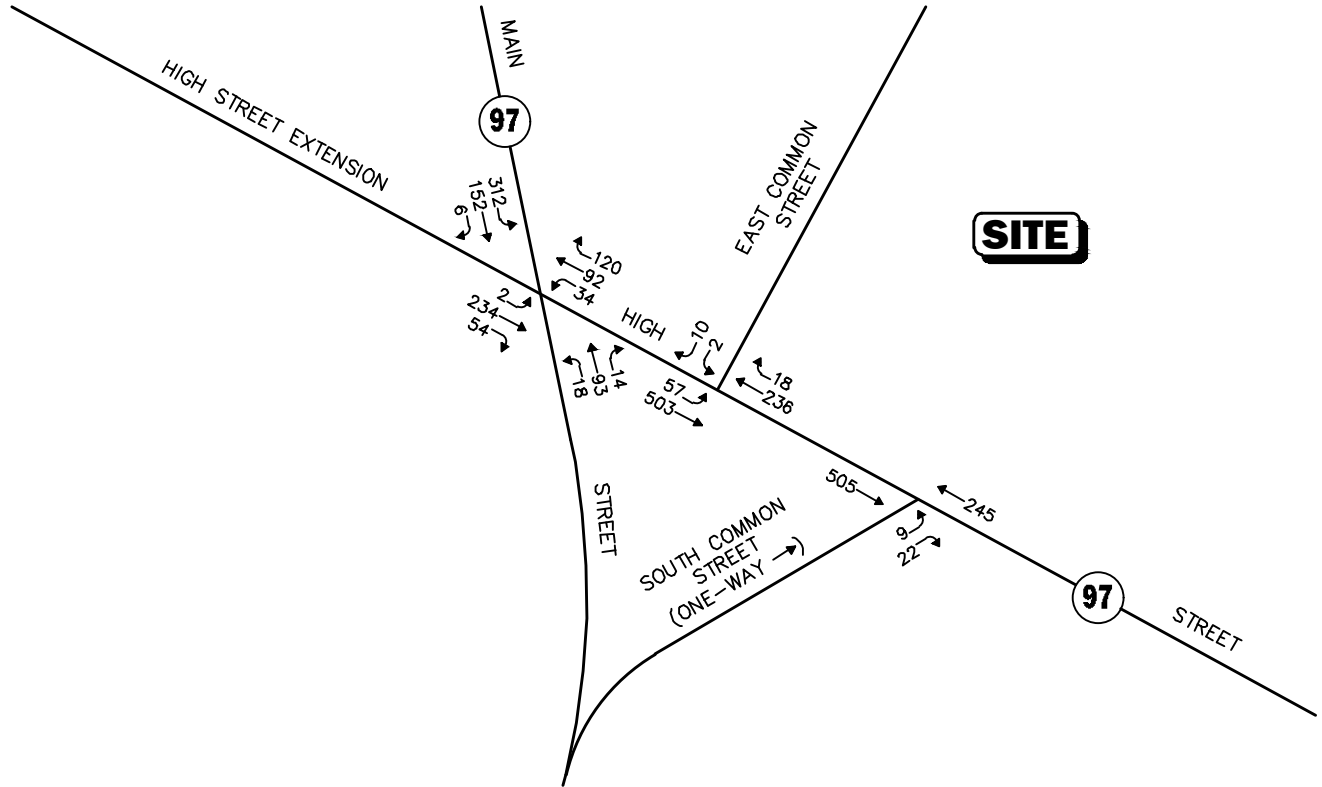 MAIN
97
HIGH STREET EXTENSION
EAST COMMON
STREET
SITE
312
152
6
120
92
34
2
234
54
18
93
14
HIGH
10
2
57
503
18
236
505
245
9
22
STREET
SOUTH COMMON
STREET
(ONE-WAY )
97
STREET